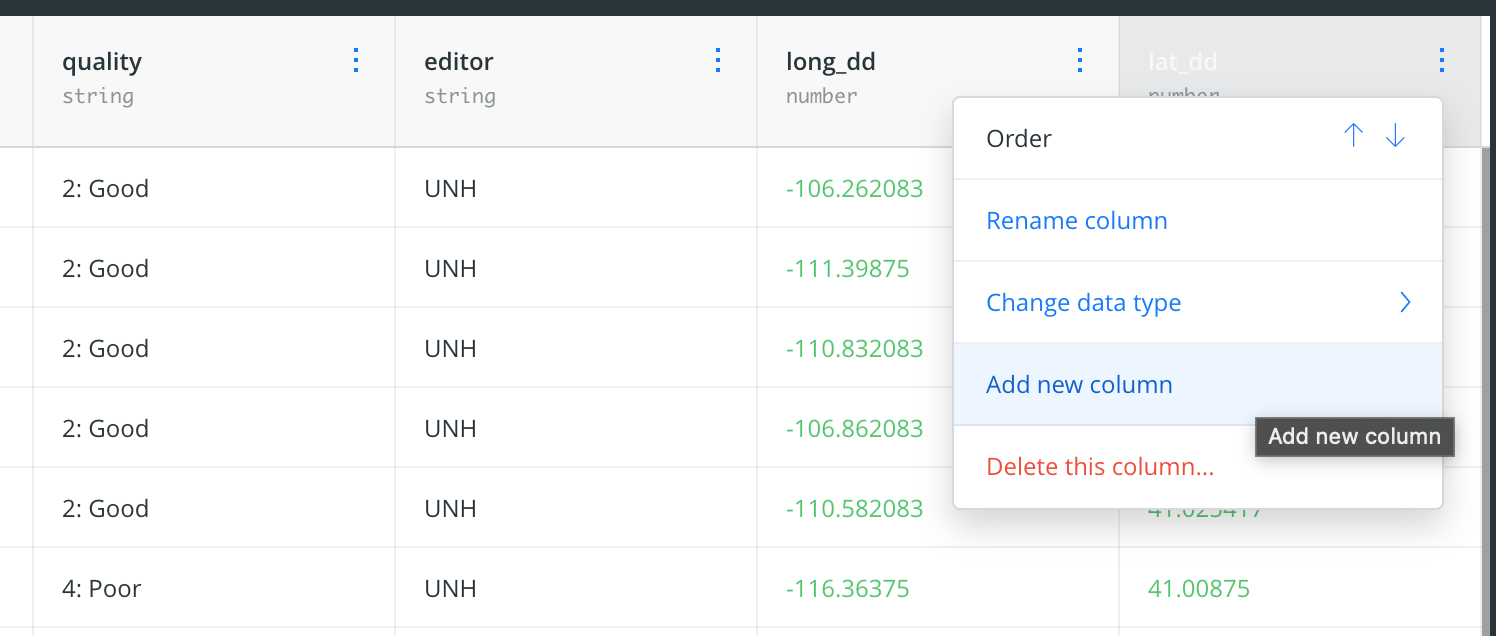 quality editor long_dd lat_dd
string string number number
Order
2: Good UNH -106.262083
Rename column
2: Good UNH -111.39875
Change data type
2: Good UNH -110.832083
Add new column
2: Good UNH -106.862083
Add new column
Delete this column...
2: Good UNH -110.582083 41.025417
4: Poor UNH -116.36375 41.00875